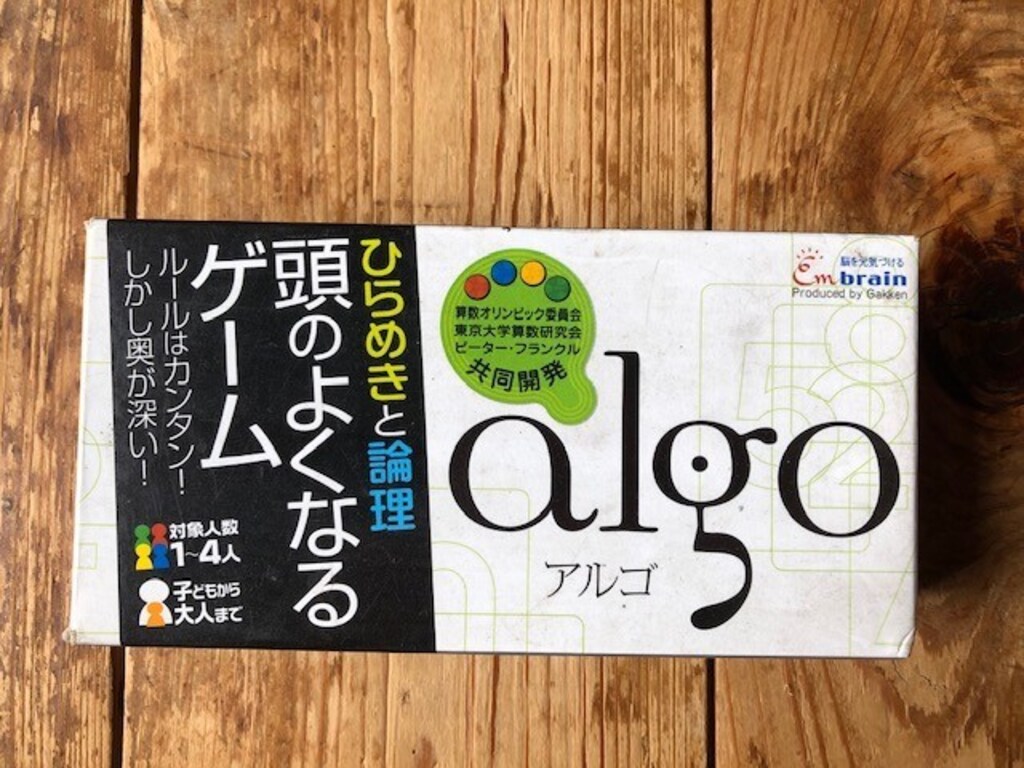 ひらめきと論理
頭のよくなる
ゲーム
ルールはカンタン！
しかし奥が深い！
対象人数
1〜4人
子どもから
大人まで
算数オリンピック委員会
東京大学算数研究会
ピーター・フランクル
共同開発
algo
アルゴ
脳を元気づける
Em brain
Produced by Gakken